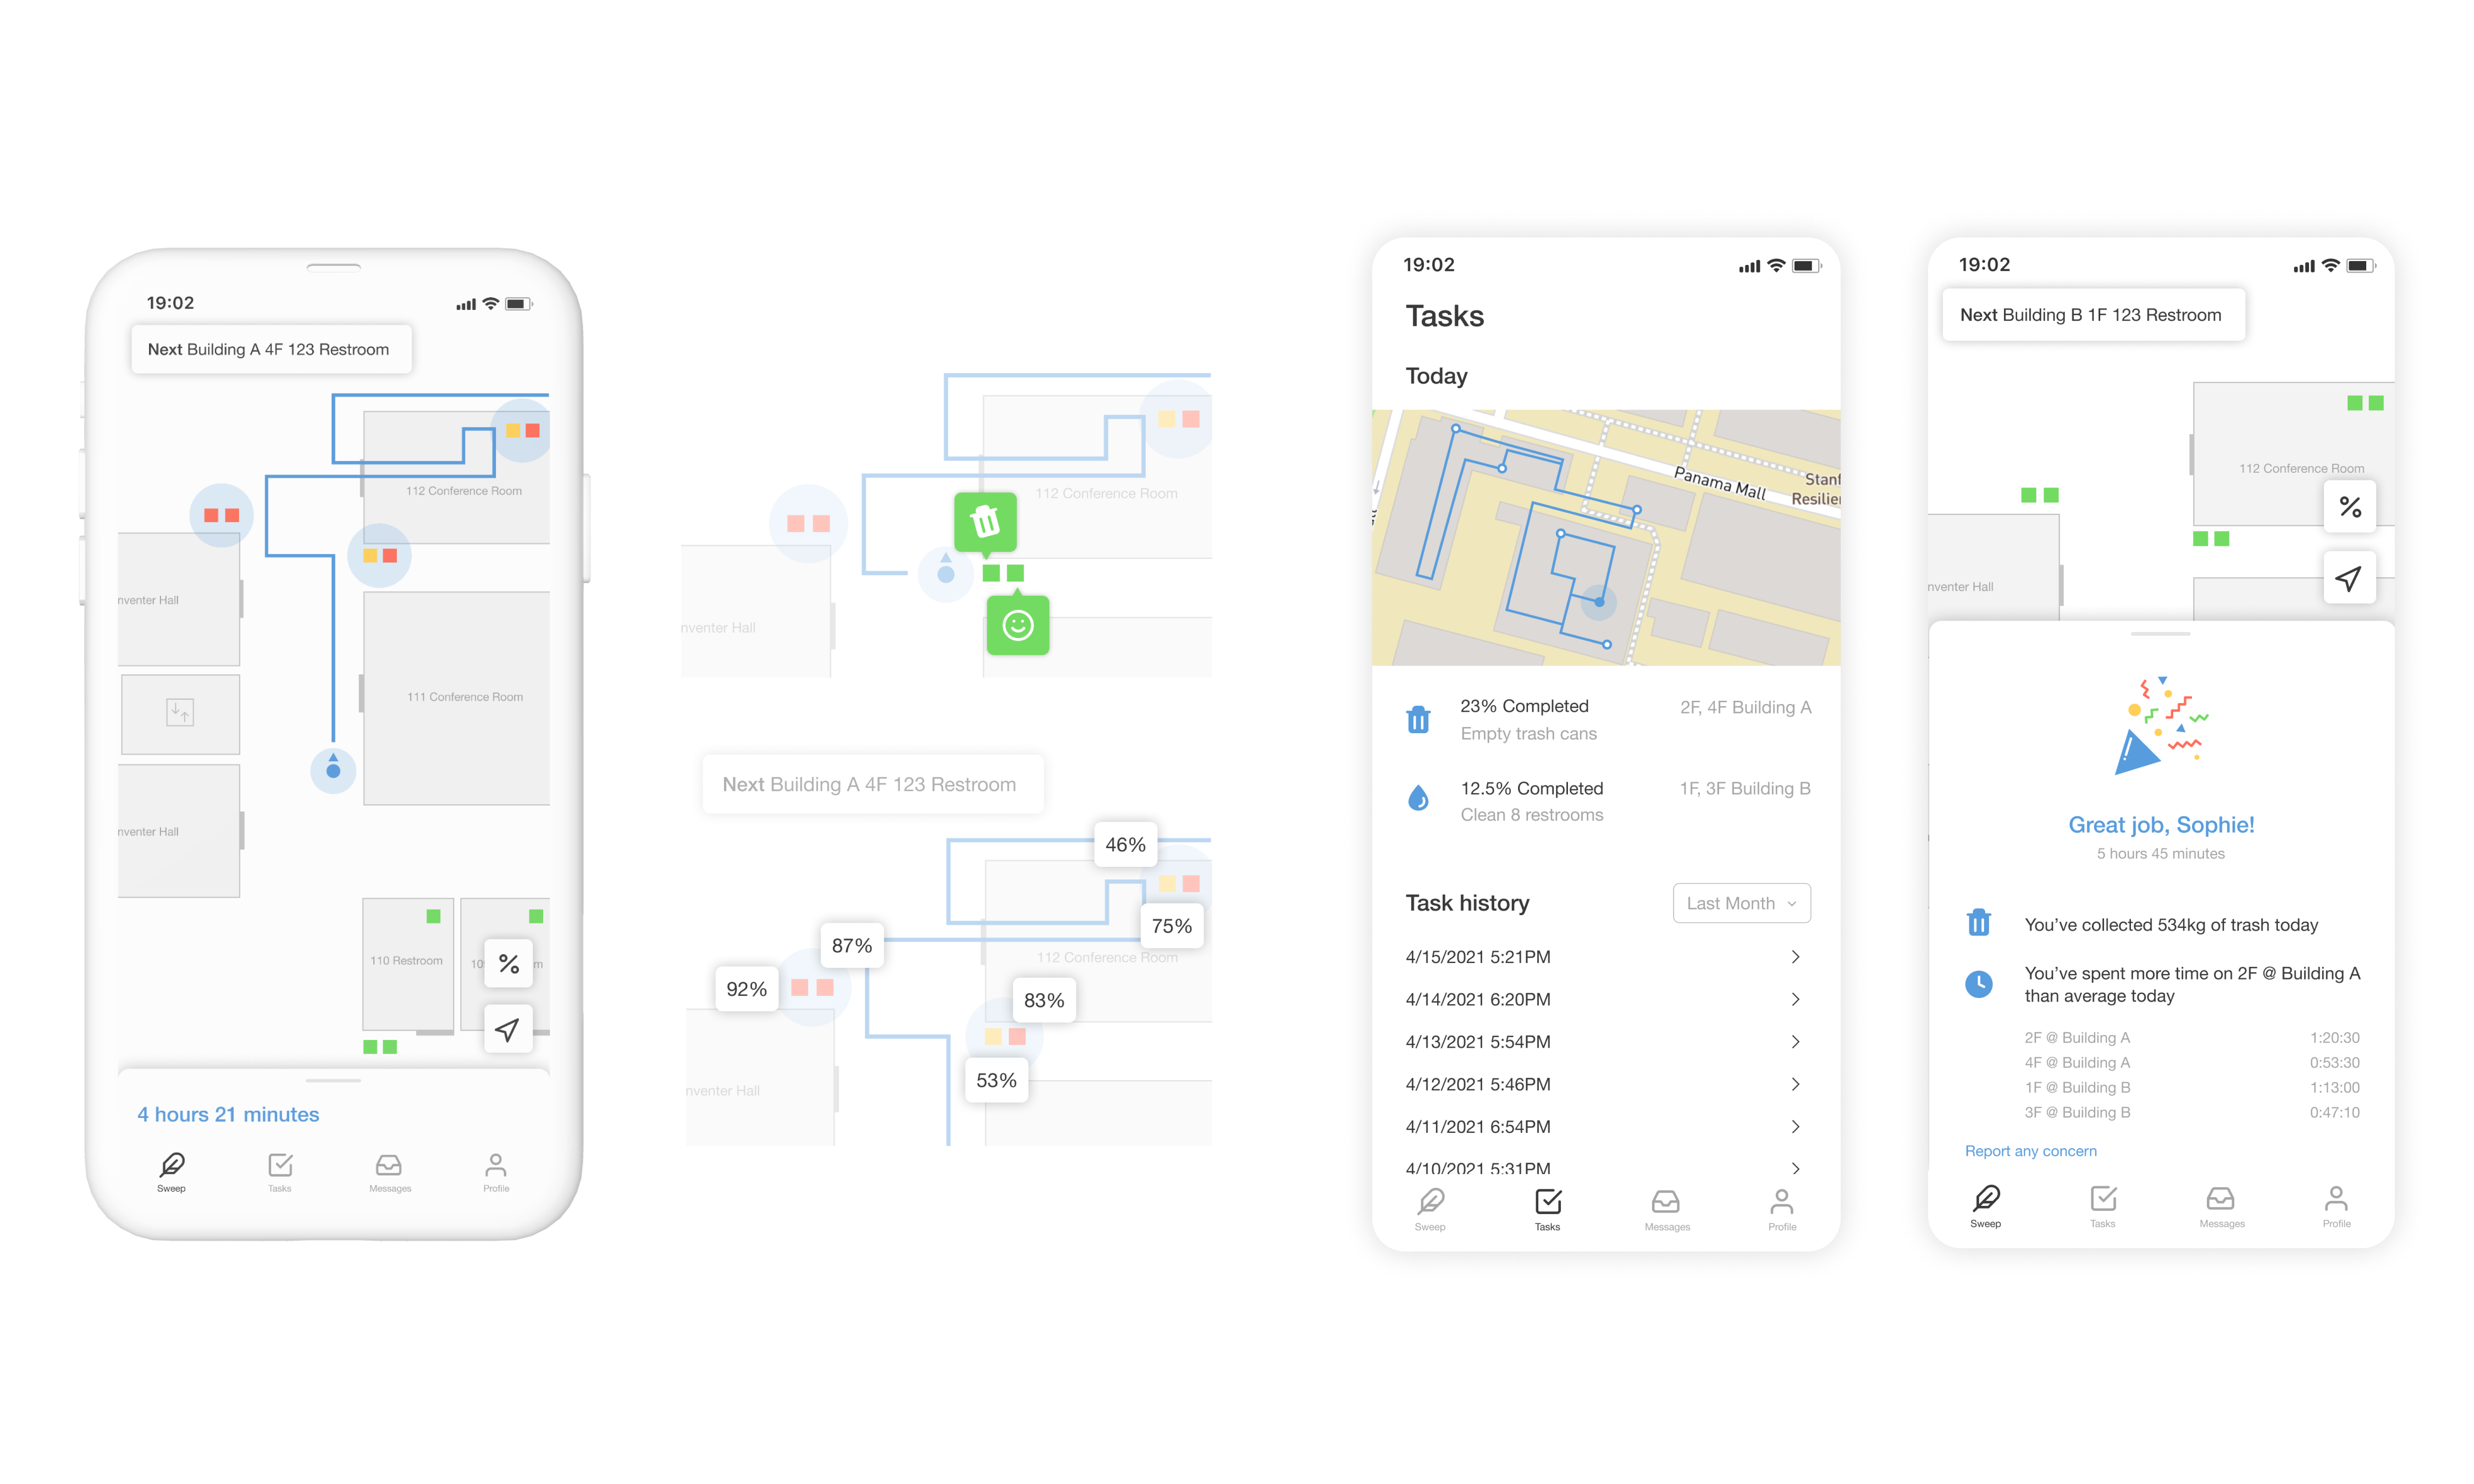 19:02
Next Building A 4F 123 Restroom
112 Conference Room
nventer Hall
111 Conference Room
nventer Hall
110 Restroom
10
m
%
4 hours 21 minutes
Sweep
Tasks
Messages
Profile
112 Conference Room
nventer Hall
Next Building A 4F 123 Restroom
46%
75%
87%
112 Conference Room
92%
83%
53%
nventer Hall
19:02
Tasks
Today
Panama Mall
Stanf
Resilier
23% Completed
2F, 4F Building A
Empty trash cans
12.5% Completed
1F, 3F Building B
Clean 8 restrooms
Task history
Last Month
4/15/2021 5:21PM
4/14/2021 6:20PM
4/13/2021 5:54PM
4/12/2021 5:46PM
4/11/2021 6:54PM
4/10/2021 5:31PM
Sweep
Tasks
Messages
Profile
19:02
Next Building B 1F 123 Restroom
112 Conference Room
%
nventer Hall
Great job, Sophie!
5 hours 45 minutes
You’ve collected 534kg of trash today
You’ve spent more time on 2F @ Building A
than average today
2F @ Building A
1:20:30
4F @ Building A
0:53:30
1F @ Building B
1:13:00
3F @ Building B
0:47:10
Report any concern
Sweep
Tasks
Messages
Profile